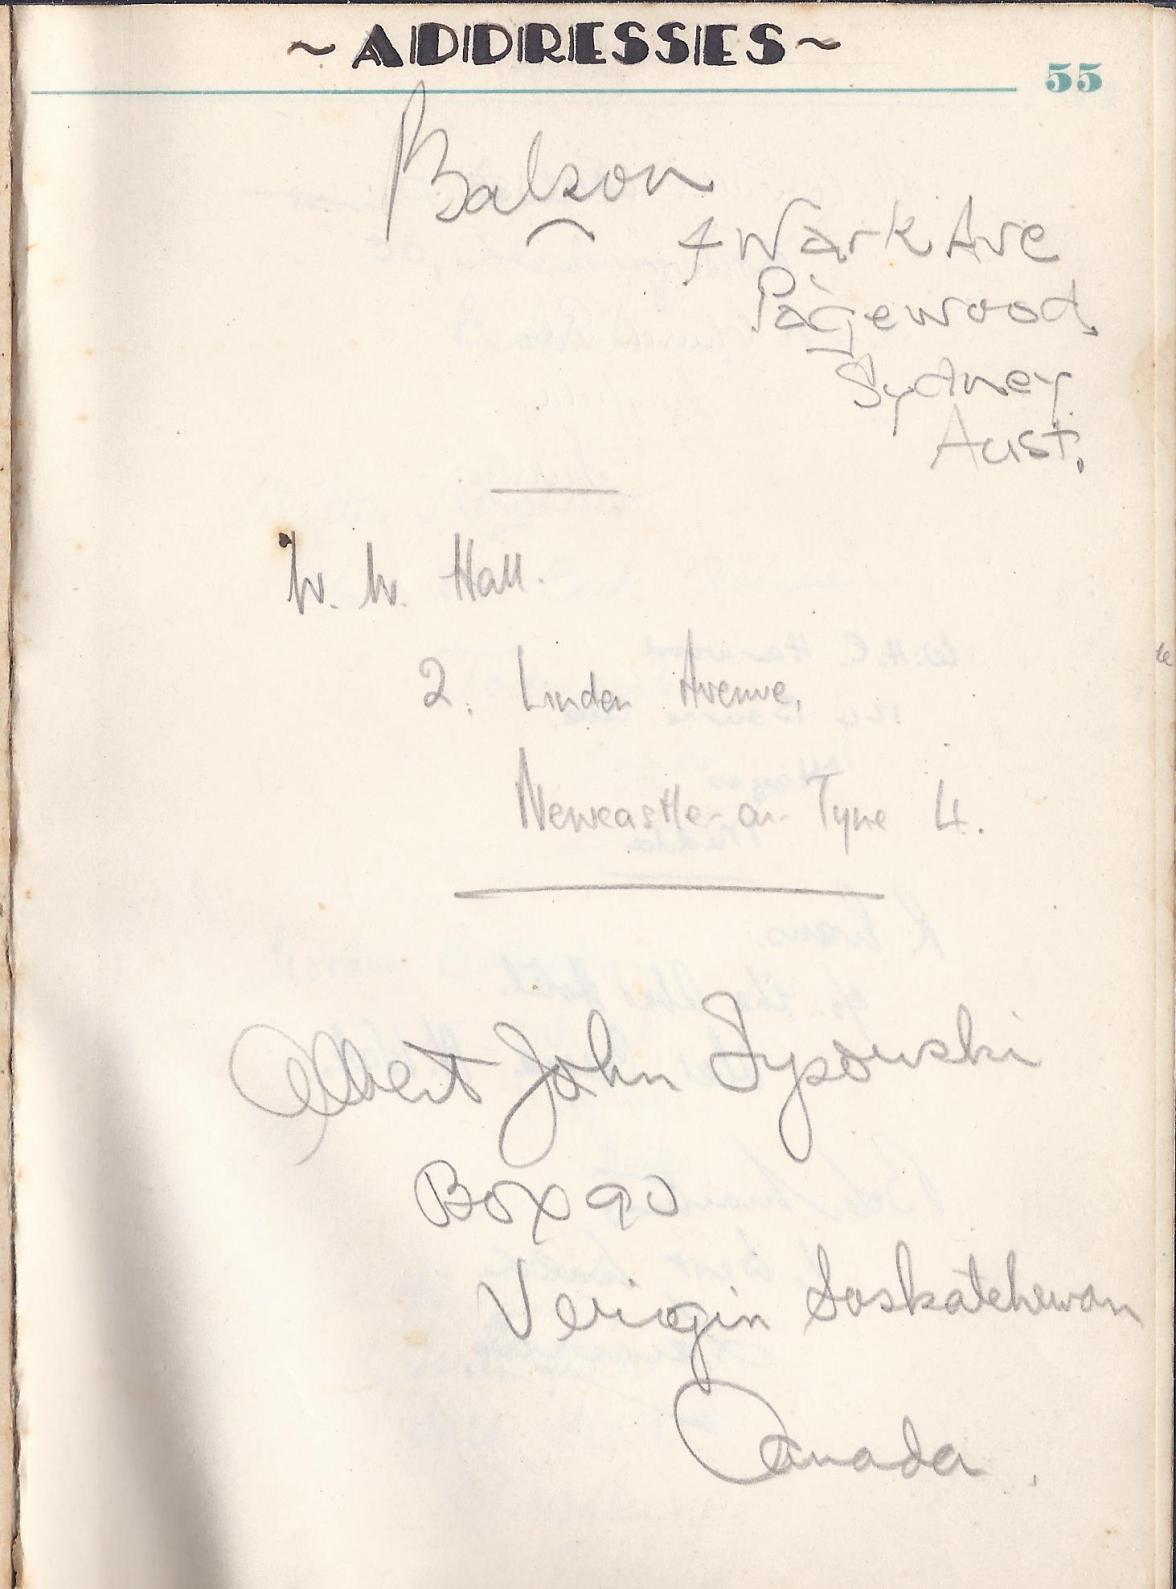 ~ ADDRESSES ~
55
Balson
4 Wark Ave
Pagewood,
Sydney.
Aust.
W. W. Hall.
2. Linden Avenue,
Newcastle-on-Tyne 4.
Albert John
Box 90
Verigin Saskatchewan
Canada.